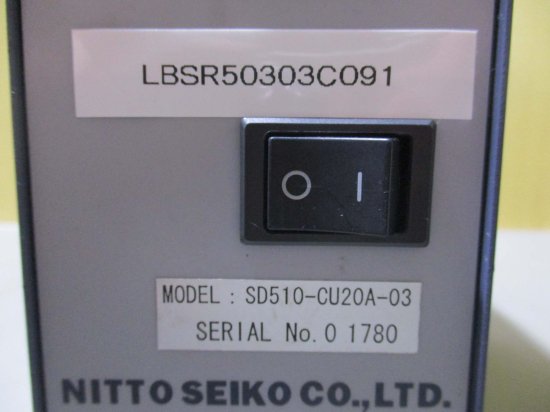 LBSR50303C091
O I
MODEL : SD510-CU20A-03
SERIAL No.0 1780
NITTO SEIKO CO.,LTD.